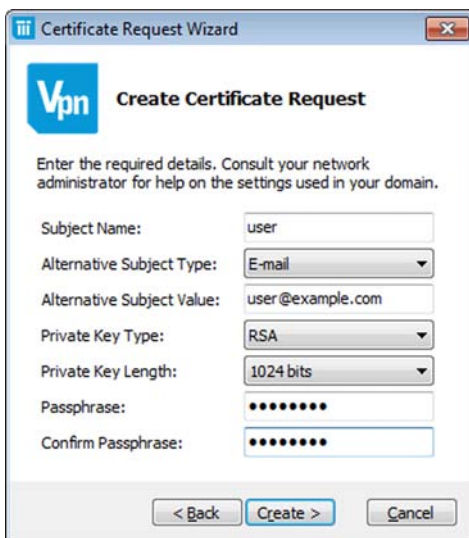 Certificate Request Wizard
Vpn
Create Certificate Request
Enter the required details. Consult your network
administrator for help on the settings used in your domain.
Subject Name: user
Alternative Subject Type: E-mail
Alternative Subject Value: user@example.com
Private Key Type: RSA
Private Key Length: 1024 bits
Passphrase: ••••••••
Confirm Passphrase: ••••••••
< Back Create > Cancel